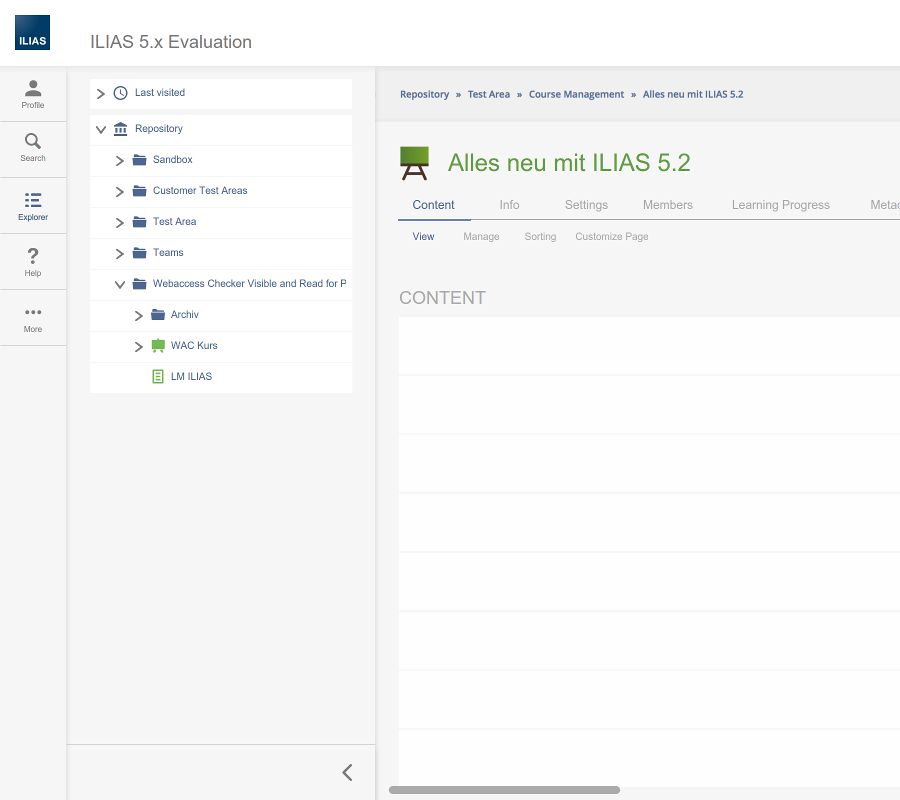 ILIAS
ILIAS 5.x Evaluation
Profile
Search
Explorer
Help
More
Last visited
Repository
Sandbox
Customer Test Areas
Test Area
Teams
Webaccess Checker Visible and Read for P
Archiv
WAC Kurs
LM ILIAS
Repository » Test Area » Course Management » Alles neu mit ILIAS 5.2
Alles neu mit ILIAS 5.2
Content Info Settings Members Learning Progress Metad
View Manage Sorting Customize Page
CONTENT